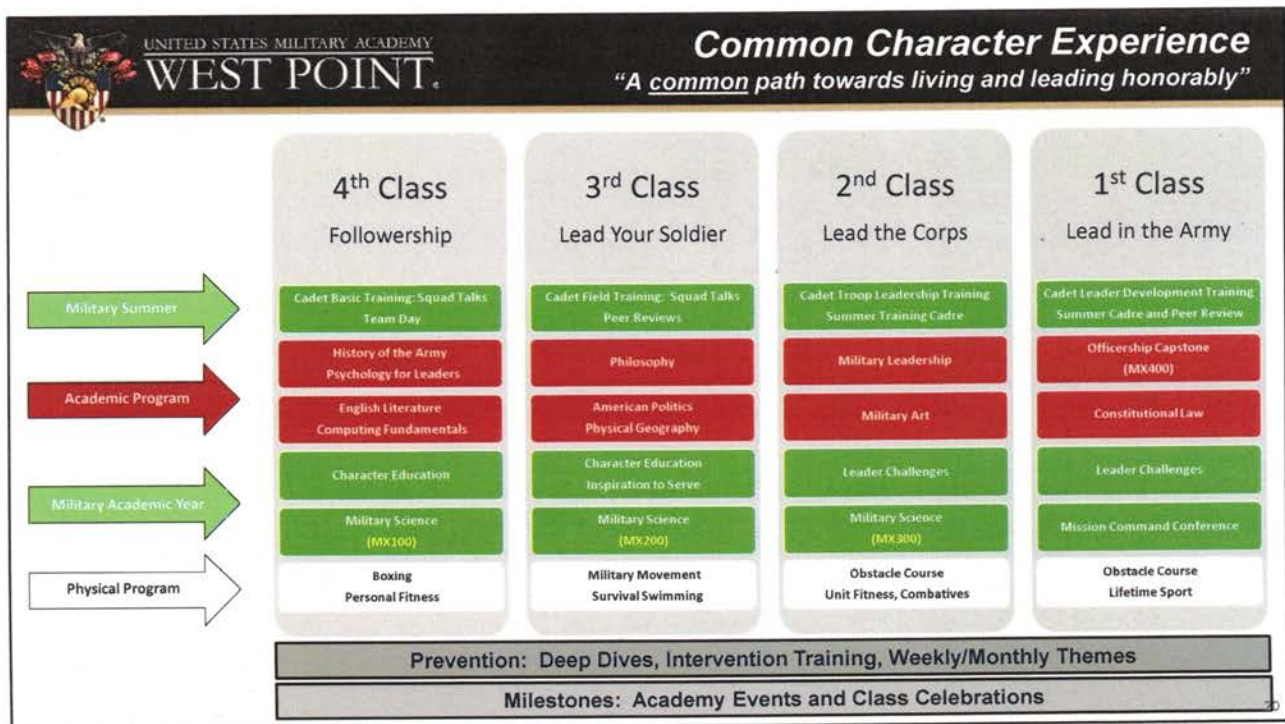 UNITED STATES MILITARY ACADEMY
WEST POINT®
Common Character Experience
"A common path towards living and leading honorably"
4th Class
Followership
3rd Class
Lead Your Soldier
2nd Class
Lead the Corps
1st Class
Lead in the Army
Military Summer
Cadet Basic Training: Squad Talks
Team Day
Cadet Field Training: Squad Talks
Peer Reviews
Cadet Troop Leadership Training
Summer Training Cadre
Cadet Leader Development Training
Summer Cadre and Peer Review
Academic Program
History of the Army
Psychology for Leaders
Philosophy
Military Leadership
Officership Capstone
(MX400)
English Literature
Computing Fundamentals
American Politics
Physical Geography
Military Art
Constitutional Law
Military Academic Year
Character Education
Character Education
Inspiration to Serve
Leader Challenges
Leader Challenges
Military Science
(MX100)
Military Science
(MX200)
Military Science
(MX300)
Mission Command Conference
Physical Program
Boxing
Personal Fitness
Military Movement
Survival Swimming
Obstacle Course
Unit Fitness, Combatives
Obstacle Course
Lifetime Sport
Prevention: Deep Dives, Intervention Training, Weekly/Monthly Themes
Milestones: Academy Events and Class Celebrations